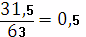 31,5/63 = 0,5